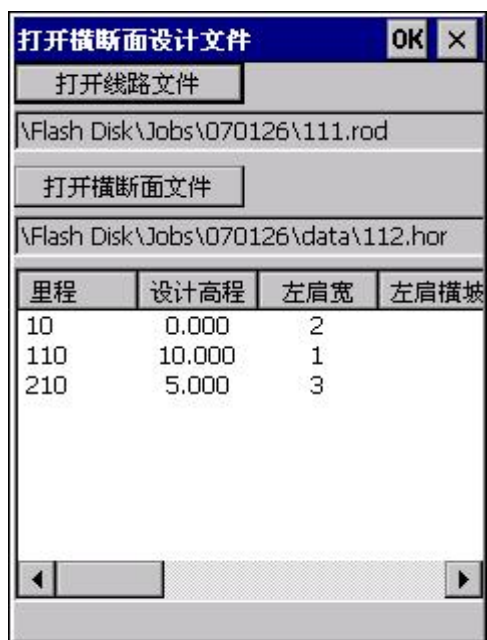 打开横断面设计文件 OK ×
打开线路文件
\Flash Disk\Jobs\070126\111.rod
打开横断面文件
\Flash Disk\Jobs\070126\data\112.hor
里程 设计高程 左肩宽 左肩横坡
10 0.000 2
110 10.000 1
210 5.000 3